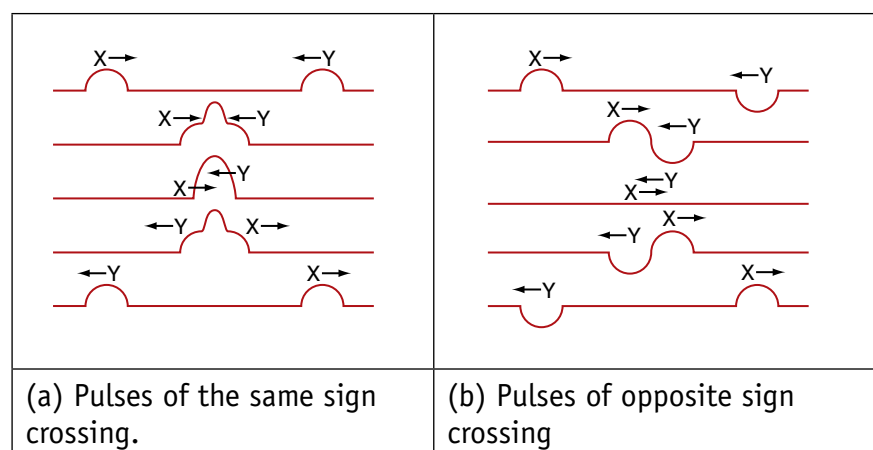 X Y
X Y
Y
X
Y X
Y X
X Y
X Y
Y
X
X
Y
Y X
(a) Pulses of the same sign
crossing.
(b) Pulses of opposite sign
crossing